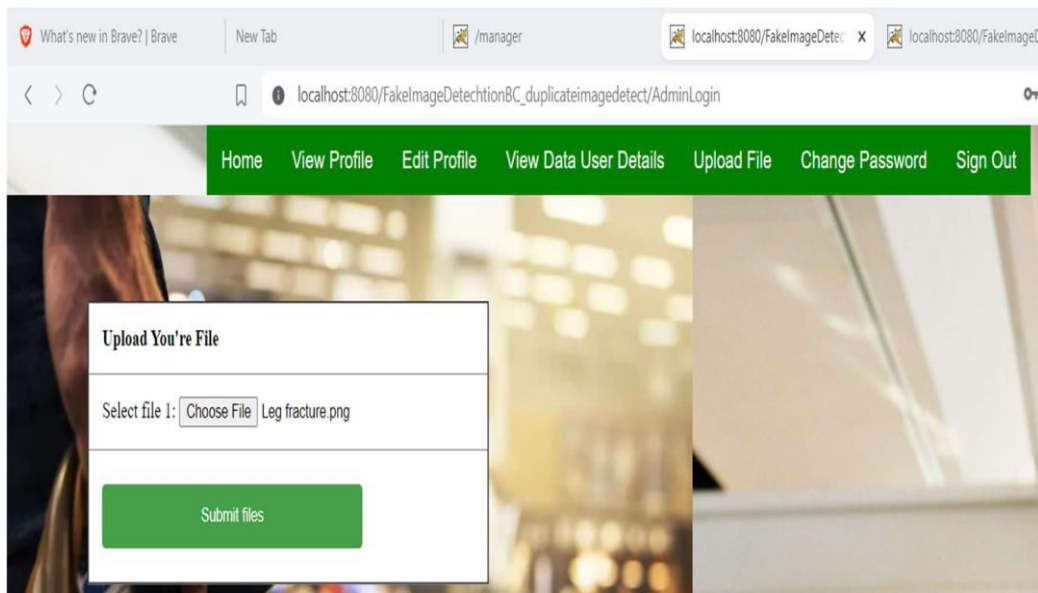 What's new in Brave? | Brave New Tab /manager localhost:8080/FakeImageDetec x localhost:8080/FakeImageD
localhost:8080/FakeImageDetechtionBC_duplicateimagedetect/AdminLogin
Home View Profile Edit Profile View Data User Details Upload File Change Password Sign Out
Upload You're File
Select file 1: Choose File Leg fracture.png
Submit files